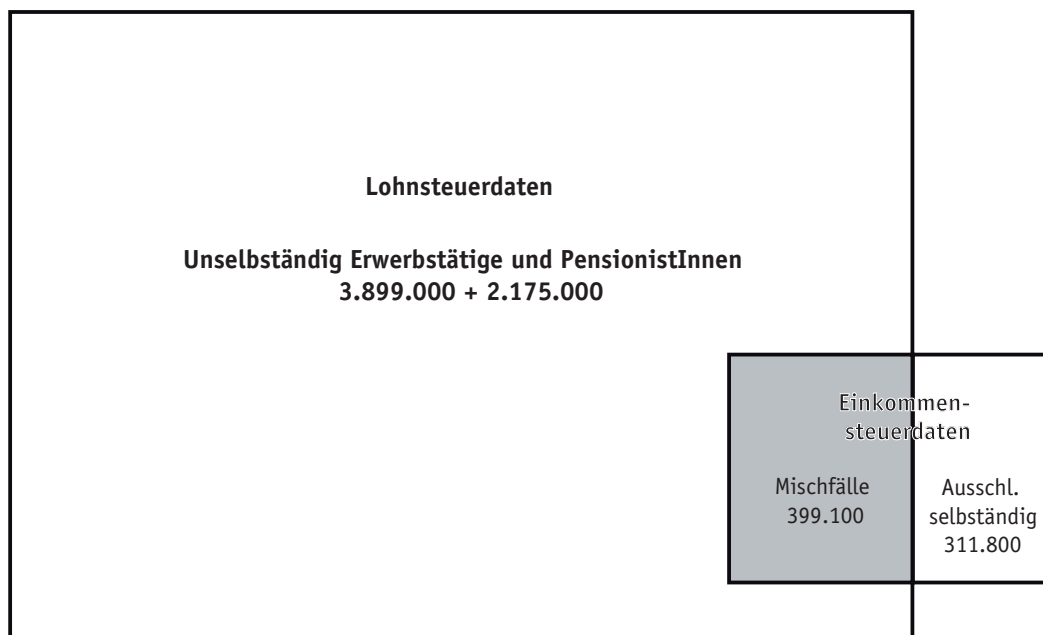 Lohnsteuerdaten
Unselbständig Erwerbstätige und PensionistInnen
3.899.000 + 2.175.000
Einkommen-
steuerdaten
Mischfälle
399.100
Ausschl.
selbständig
311.800